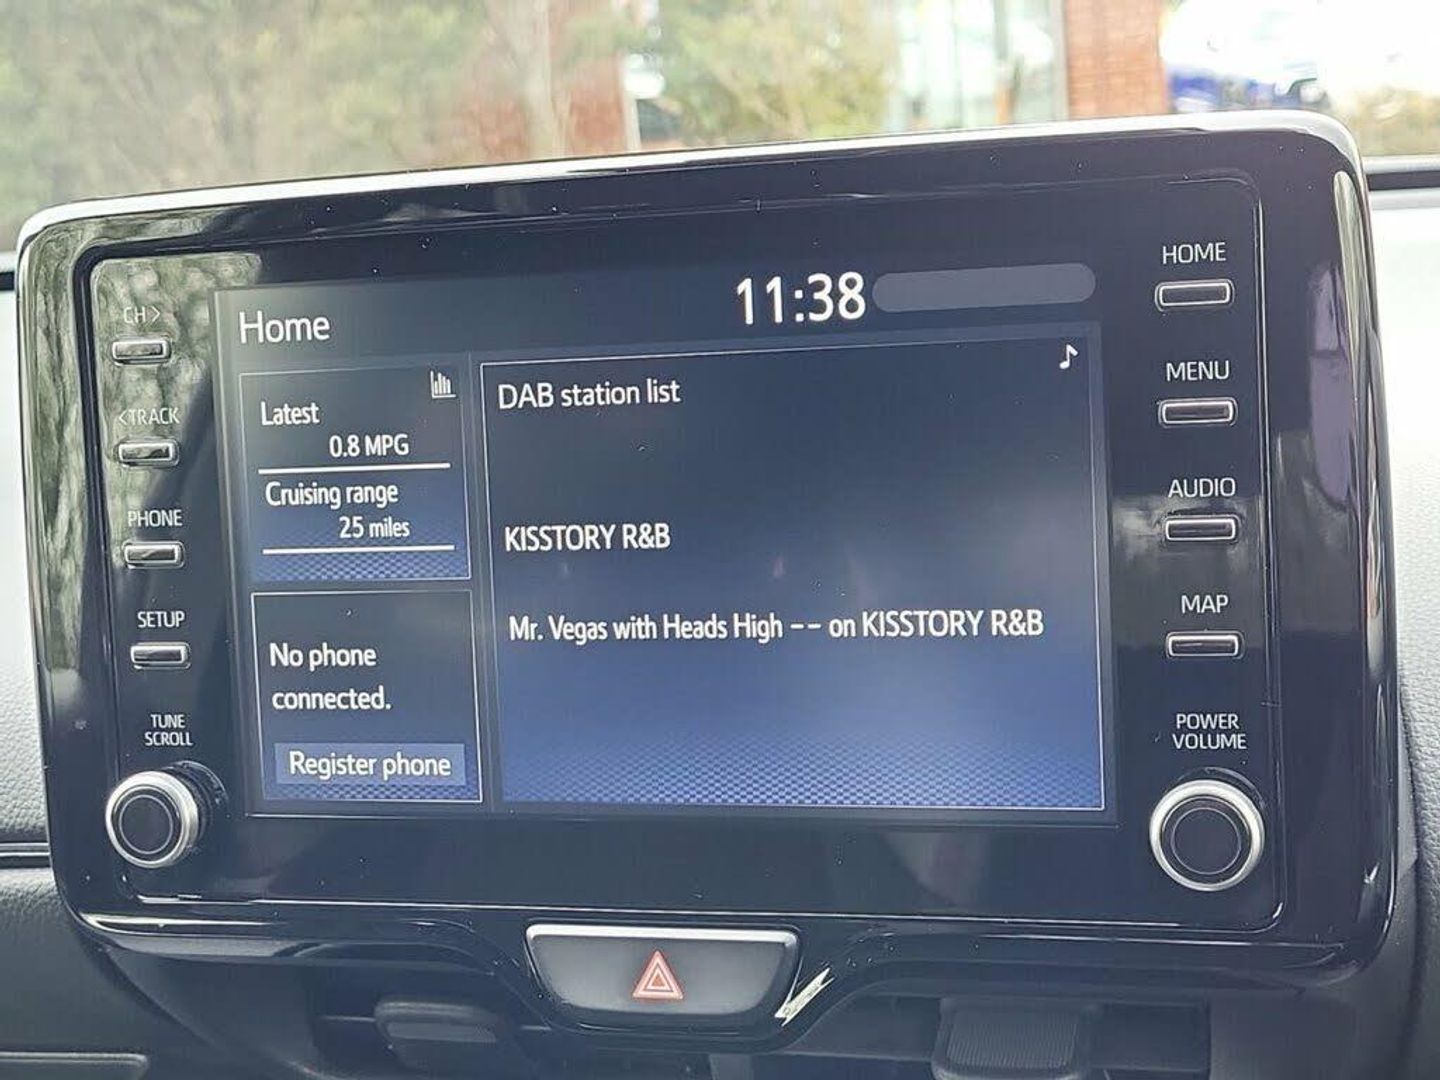 CH>
<TRACK
PHONE
SETUP
TUNE
SCROLL
Home
11:38
Latest
0.8 MPG
Cruising range
25 miles
No phone
connected.
Register phone
DAB station list
KISSTORY R&B
Mr. Vegas with Heads High -- on KISSTORY R&B
HOME
MENU
AUDIO
MAP
POWER
VOLUME